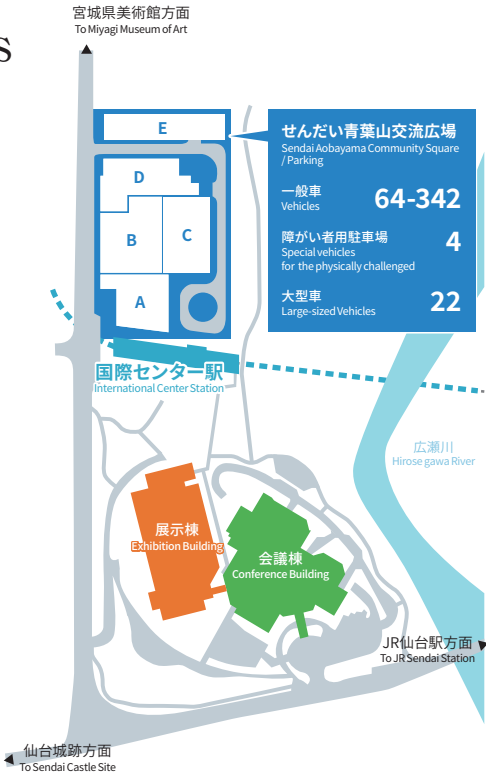 宮城県美術館方面
To Miyagi Museum of Art
s
E
D
B
C
A
せんだい青葉山交流広場
Sendai Aobayama Community Square
/ Parking
一般車
Vehicles
64-342
障がい者用駐車場
Special vehicles
for the physically challenged
4
大型車
Large-sized Vehicles
22
国際センター駅
International Center Station
広瀬川
Hirose gawa River
展示棟
Exhibition Building
会議棟
Conference Building
JR仙台駅方面
To JR Sendai Station
仙台城跡方面
To Sendai Castle Site